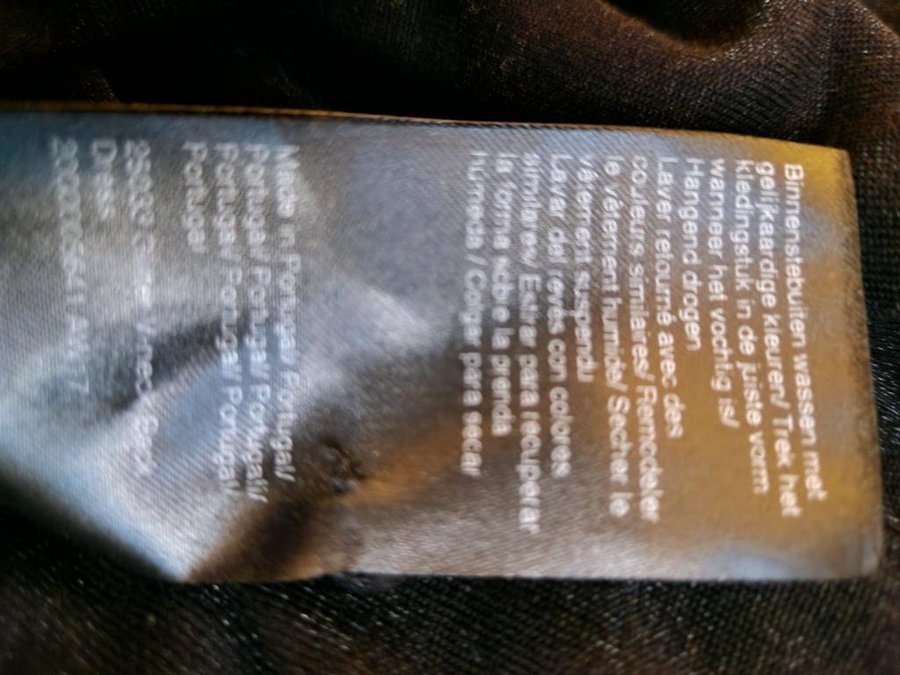 Binnenstebuiten wassen met
gelijkaardige kleuren/ Trek het
kledingstuk in de juiste vorm
wanneer het vochtig is/
Hangend drogen
Laver retourné avec des
couleurs similaires/ Remodeler
le vêtement humide/ Sécher le
vêtement suspendu
Lavar del revés con colores
similares/ Estirar para recuperar
la forma sobre la prenda
húmeda / Colgar para secar
Made in Portugal/ Portugal/
Portugal/ Portugal/ Portugal/
Portugal/ Portugal/ Portugal/
Portugal
Dress
AW17